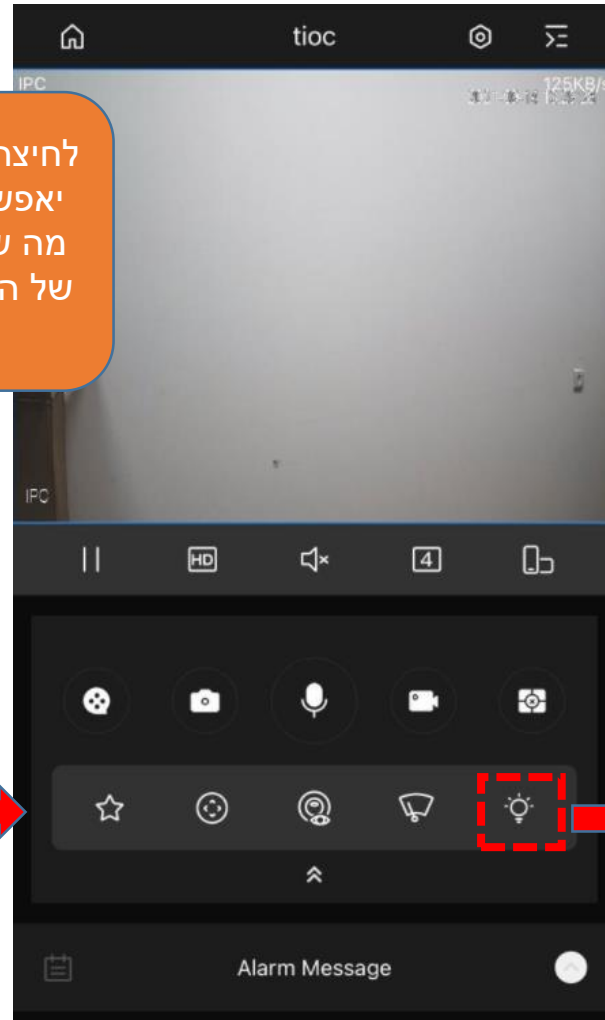 tioc
IPC
125KB/s
לחיצה
יאפש
מה ש
של ה
IPC
HD
4
Alarm Message